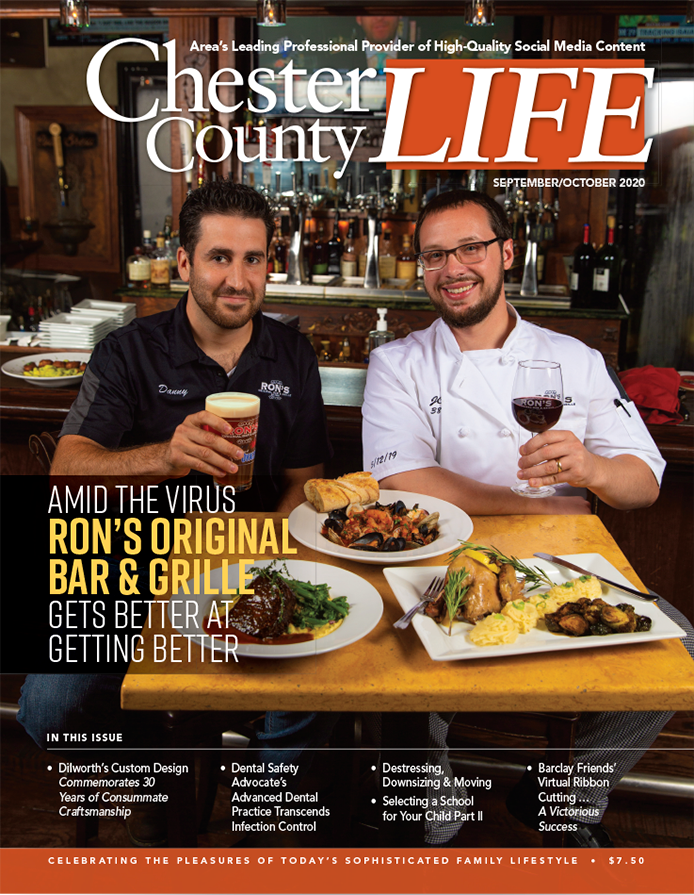 Area's Leading Professional Provider of High-Quality Social Media Content
Chester
County
LIFE
SEPTEMBER/OCTOBER 2020
Danny
RON'S
RON'S
RON'S
AMID THE VIRUS
RON'S ORIGINAL
BAR & GRILLE
GETS BETTER AT
GETTING BETTER
IN THIS ISSUE
• Dilworth's Custom Design
Commemorates 30
Years of Consummate
Craftsmanship
• Dental Safety
Advocate's
Advanced Dental
Practice Transcends
Infection Control
• Destressing,
Downsizing & Moving
• Selecting a School
for Your Child Part II
• Barclay Friends'
Virtual Ribbon
Cutting ...
A Victorious
Success
CELEBRATING THE PLEASURES OF TODAY'S SOPHISTICATED FAMILY LIFESTYLE • $7.50